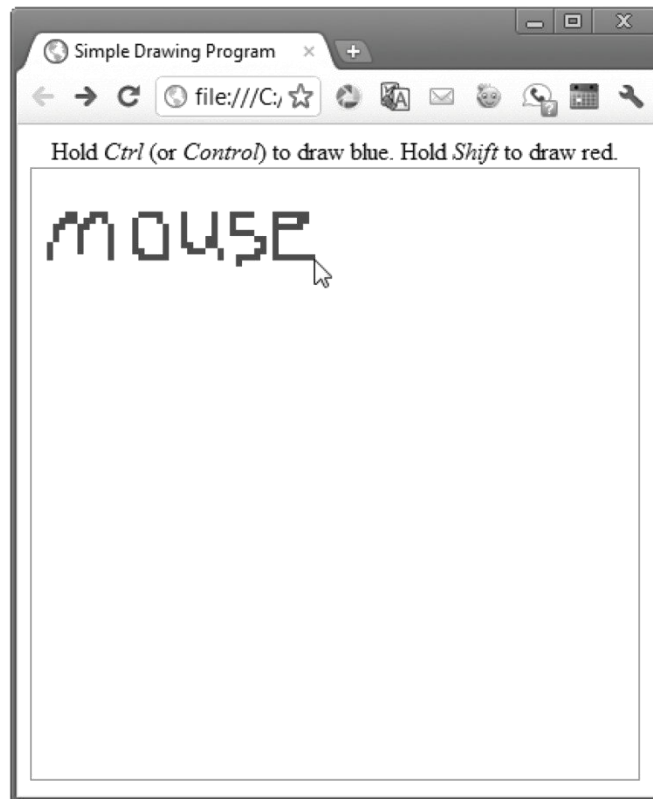 Simple Drawing Program
file:///C:/
Hold Ctrl (or Control) to draw blue. Hold Shift to draw red.
mouse